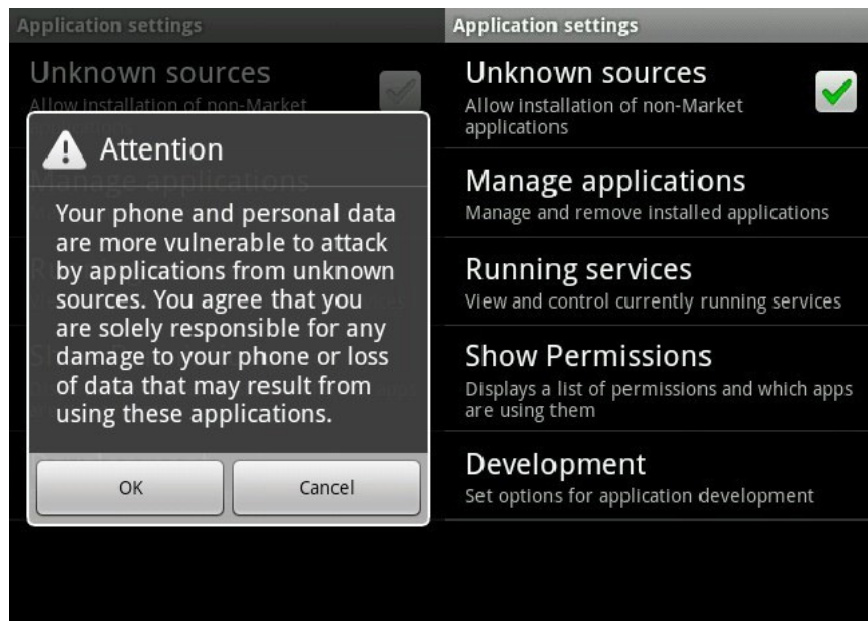 Application settings
Unknown sources
Allow installation of non-Market
Attention
Manage applications
Your phone and personal data
are more vulnerable to attack
by applications from unknown
sources. You agree that you
are solely responsible for any
damage to your phone or loss
of data that may result from
using these applications.
OK
Cancel
Application settings
Unknown sources
Allow installation of non-Market
applications
Manage applications
Manage and remove installed applications
Running services
View and control currently running services
Show Permissions
Displays a list of permissions and which apps
are using them
Development
Set options for application development